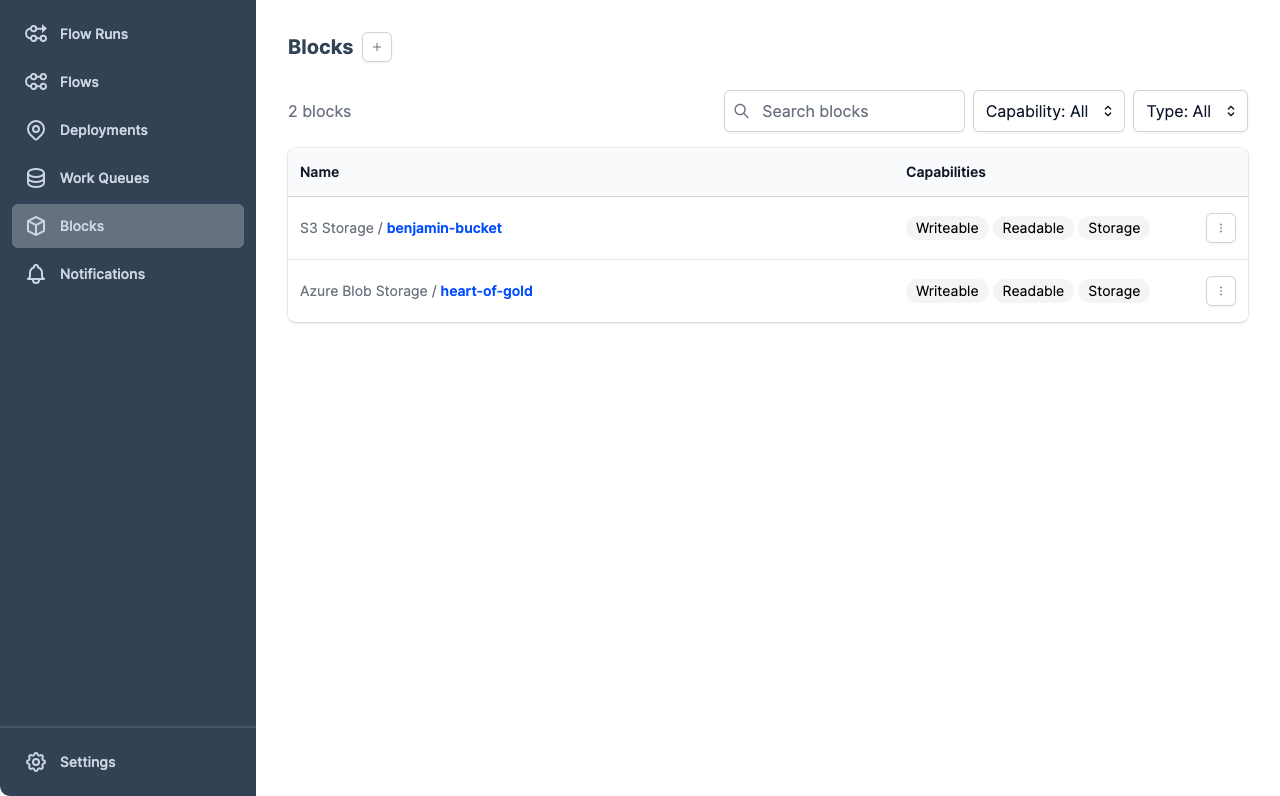 Flow Runs
Flows
Deployments
Work Queues
Blocks
Notifications
Settings
Blocks
2 blocks
Search blocks
Capability: All
Type: All
Name Capabilities
S3 Storage / benjamin-bucket Writeable Readable Storage
Azure Blob Storage / heart-of-gold Writeable Readable Storage